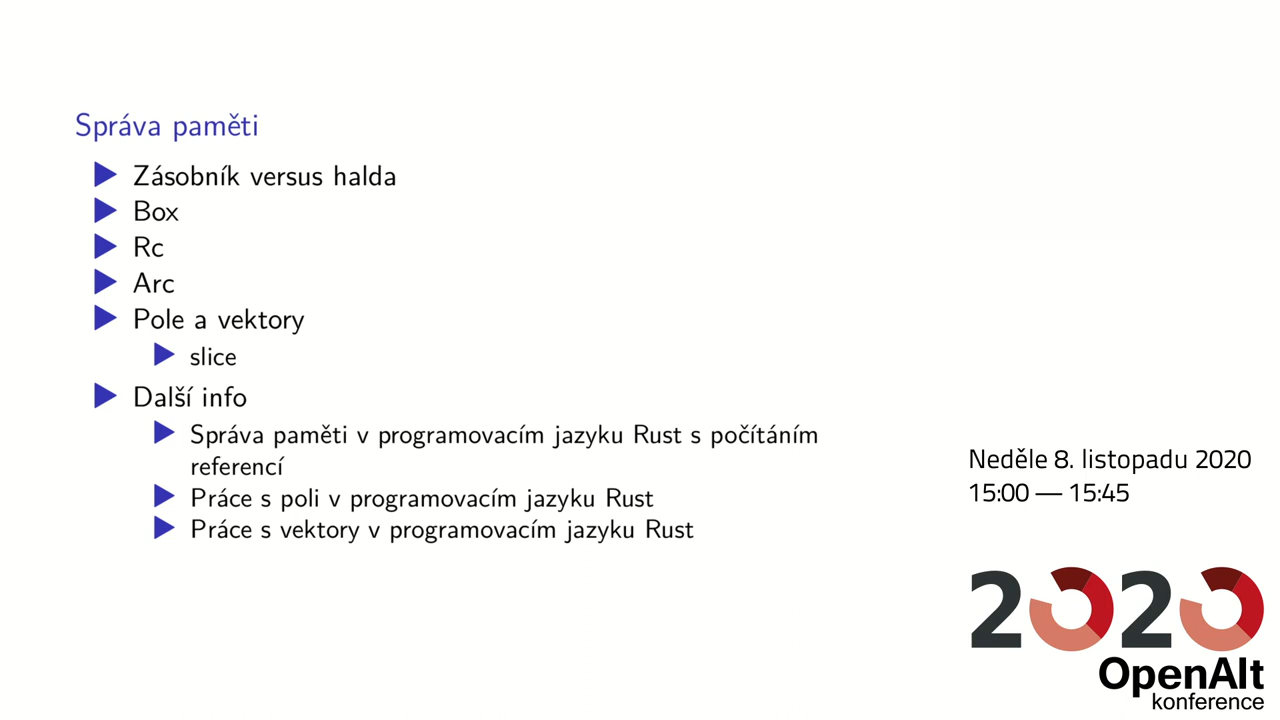 Správa paměti
Zásobník versus halda
Box
Rc
Arc
Pole a vektory
slice
Další info
Správa paměti v programovacím jazyku Rust s počítáním
referencí
Práce s poli v programovacím jazyku Rust
Práce s vektory v programovacím jazyku Rust
Neděle 8. listopadu 2020
15:00 — 15:45
2020
OpenAlt
konference